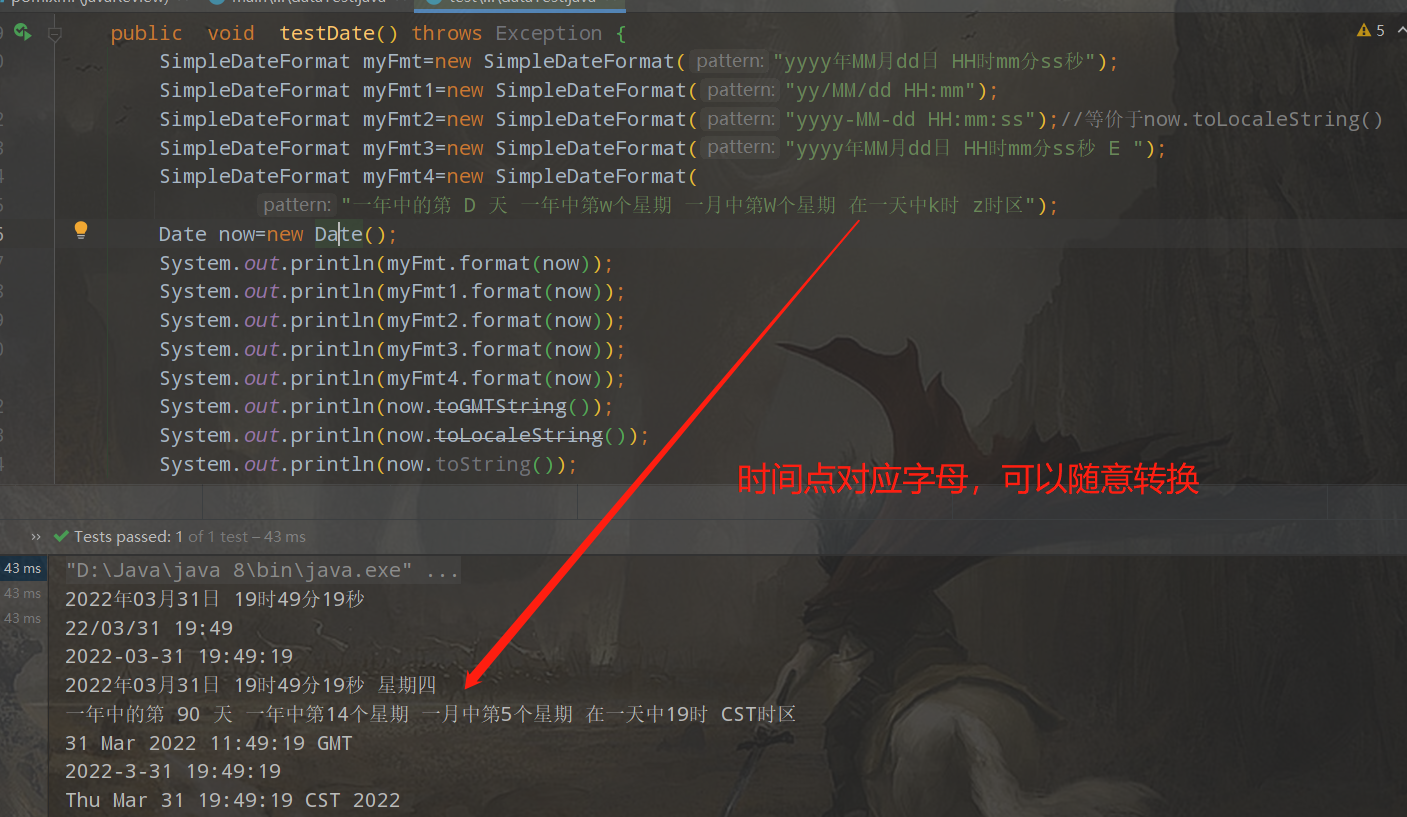 public void testDate() throws Exception {
SimpleDateFormat myFmt=new SimpleDateFormat( pattern: "yyyy年MM月dd日 HH时mm分ss秒");
5
SimpleDateFormat myFmt1=new SimpleDateFormat( pattern: "yy/MM/dd HH:mm");
SimpleDateFormat myFmt2=new SimpleDateFormat( pattern: "yyyy-MM-dd HH:mm:ss");//等价于now.toLocaleString()
SimpleDateFormat myFmt3=new SimpleDateFormat( pattern: "yyyy年MM月dd日 HH时mm分ss秒 E ");
SimpleDateFormat myFmt4=new SimpleDateFormat(
pattern: "一年中的第 D 天 一年中第w个星期 一月中第W个星期 在一天中k时 z时区");
Date now=new Date();
System.out.println(myFmt.format(now));
System.out.println(myFmt1.format(now));
System.out.println(myFmt2.format(now));
System.out.println(myFmt3.format(now));
System.out.println(myFmt4.format(now));
System.out.println(now.toGMTString());
System.out.println(now.toLocaleString());
System.out.println(now.toString());
时间点对应字母，可以随意转换
» Tests passed: 1 of 1 test – 43 ms
43 ms
43 ms
43 ms
"D:\Java\java 8\bin\java.exe" ...
2022年03月31日 19时49分19秒
22/03/31 19:49
2022-03-31 19:49:19
2022年03月31日 19时49分19秒 星期四
一年中的第 90 天 一年中第14个星期 一月中第5个星期 在一天中19时 CST时区
31 Mar 2022 11:49:19 GMT
2022-3-31 19:49:19
Thu Mar 31 19:49:19 CST 2022